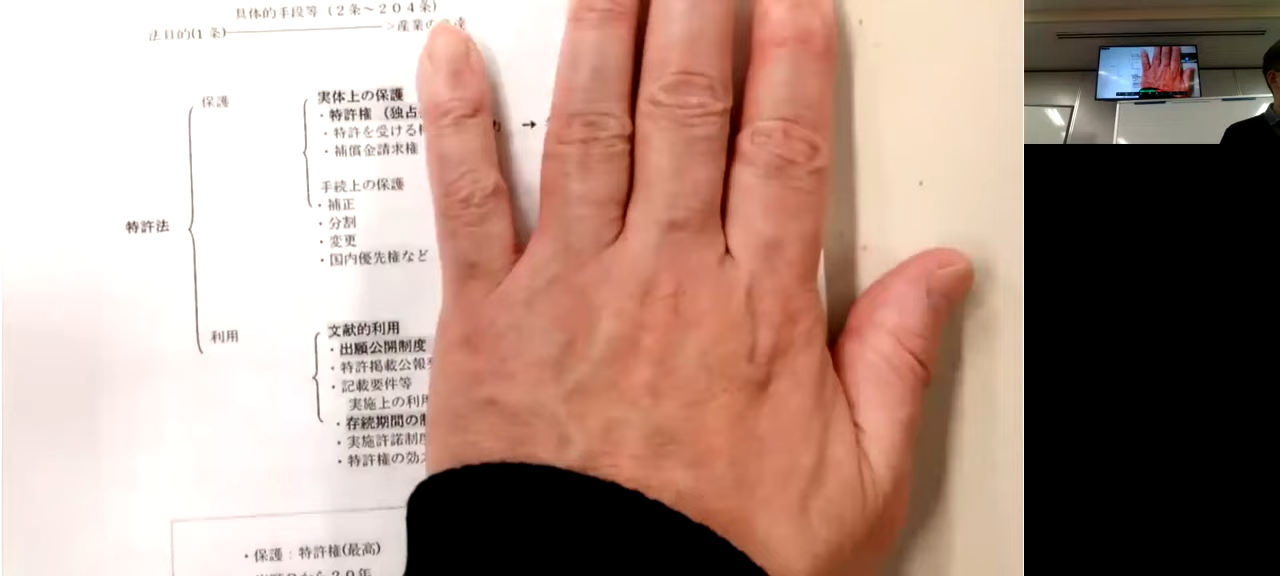 具体的手段等（２条～２０４条）
法目的(1 条)————＞産業の 達
保護
実体上の保護
・特許権 （独占
・特許を受ける
→
・補償金請求権
手続上の保護
・補正
特許法
・分割
・変更
・国内優先権など
利用
文献的利用
・出願公開制度
・特許掲載公報
・記載要件等
実施上の利用
・存続期間の
・実施許諾制度
・特許権の効
・保護：特許権(最高)
から２０年